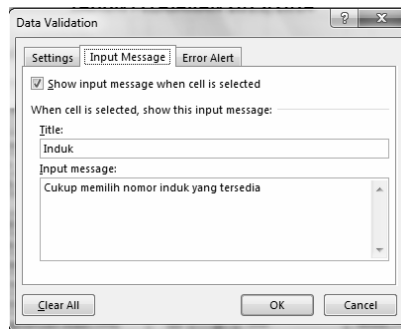 Data Validation
? X
Settings Input Message Error Alert
Show input message when cell is selected
When cell is selected, show this input message:
Title:
Induk
Input message:
Cukup memilih nomor induk yang tersedia
Clear All OK Cancel